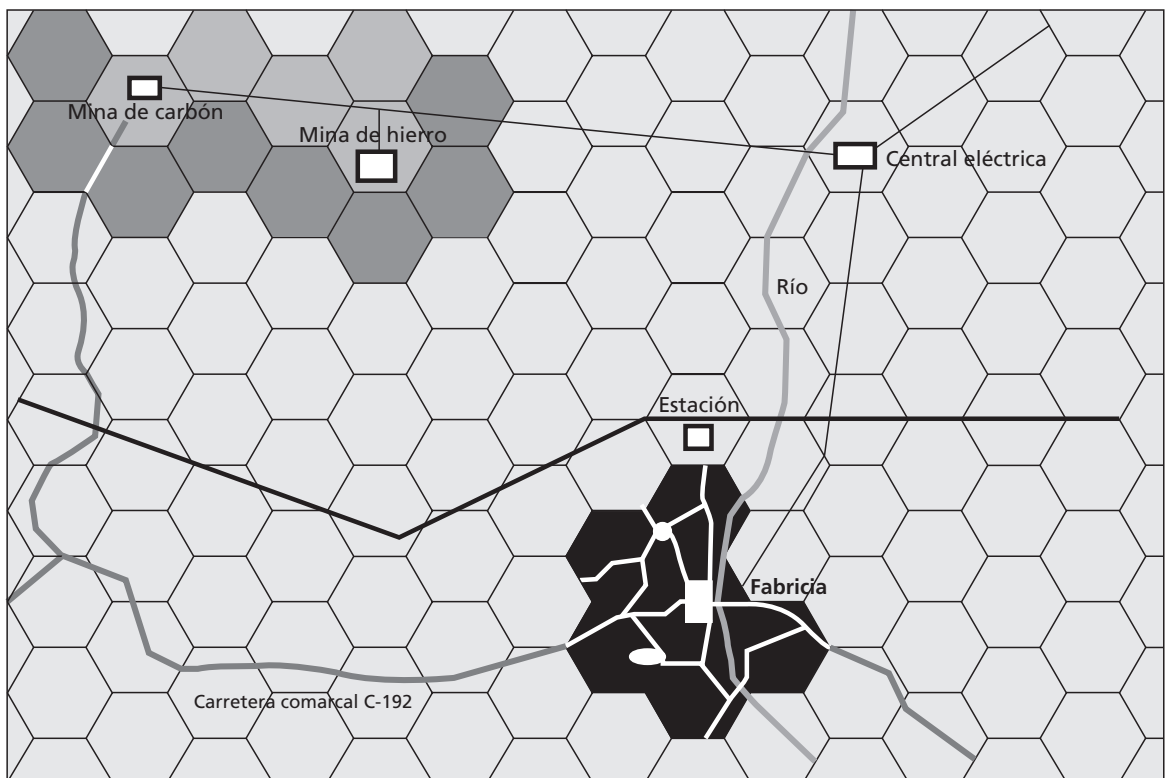 Mina de carbón
Mina de hierro
Central eléctrica
Río
Estación
Fabricia
Carretera comarcal C-192